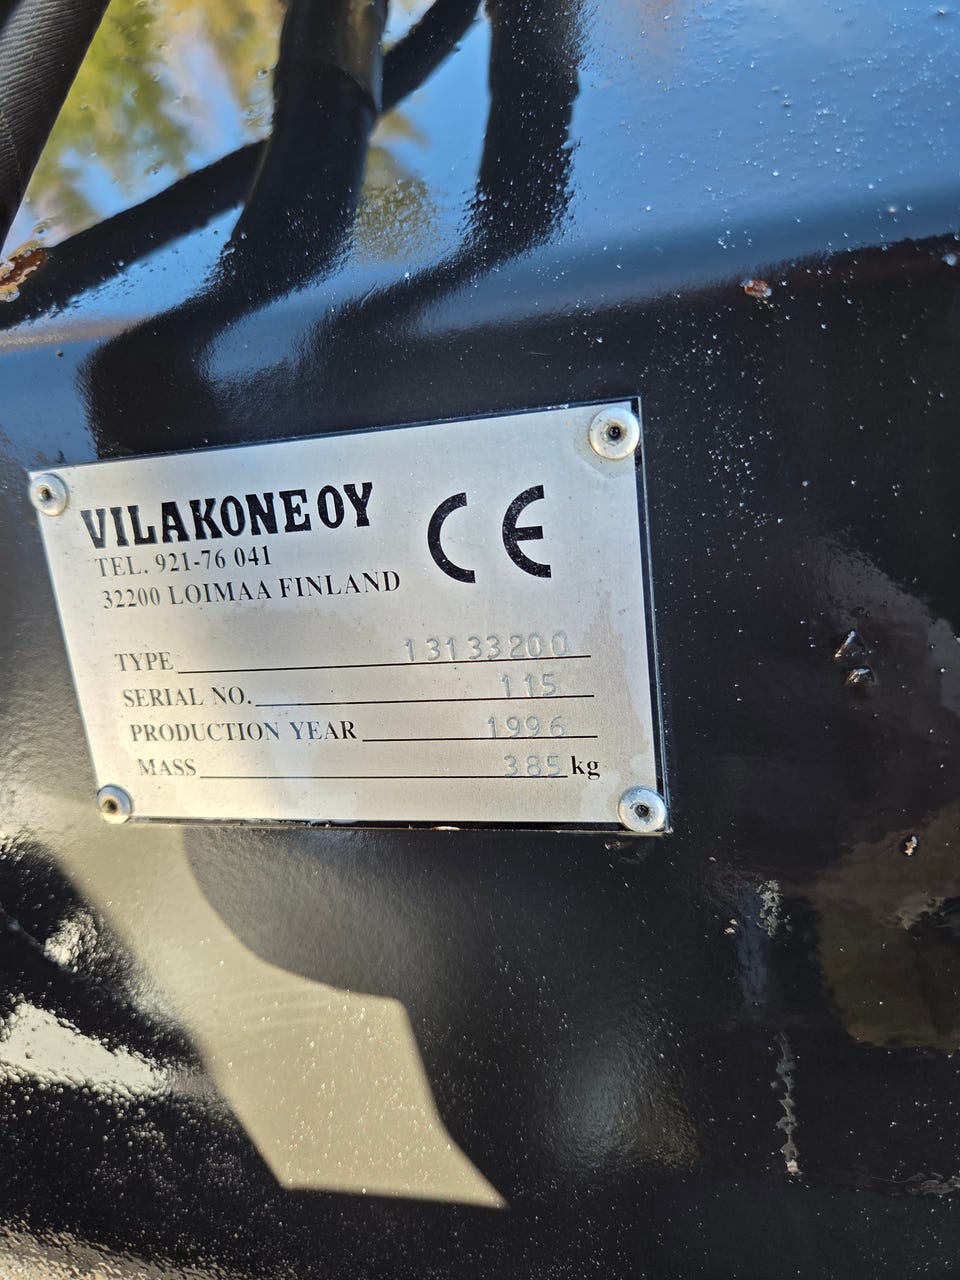 VILAKONE OY
CE
TEL. 921-76 041
32200 LOIMAA FINLAND
TYPE 13133200
SERIAL NO. 115
PRODUCTION YEAR 1996
MASS 385 kg